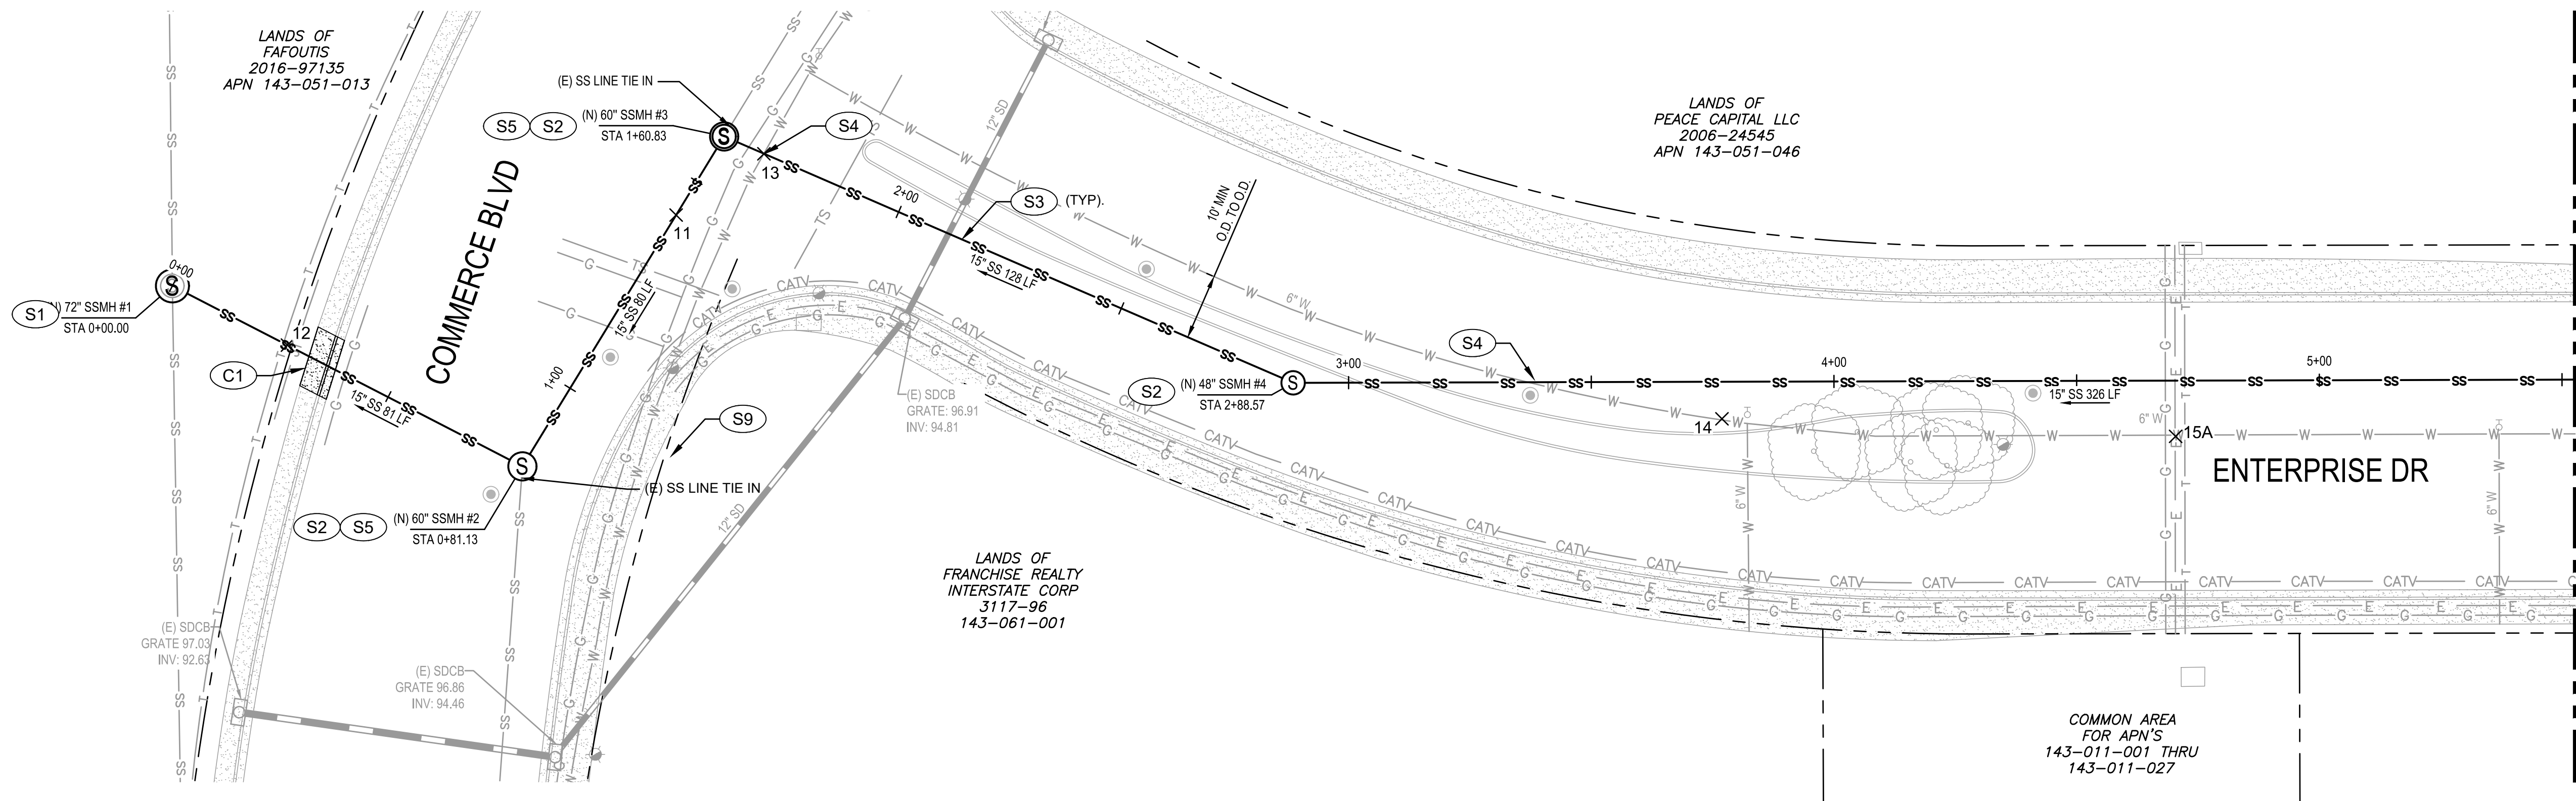 LANDS OF
FAFOUTIS
2016-97135
APN 143-051-013
(E) SS LINE TIE IN
S5 S2 (N) 60" SSMH #3
STA 1+60.83
S4
13
COMMERCE BLVD
11
0+00
S1 72" SSMH #1
STA 0+00.00
12
C1
15" SS 81 LF
1+00
15" SS 80 LF
(E) SS LINE TIE IN
S2 S5 (N) 60" SSMH #2
STA 0+81.13
S9
(E) SDCB
GRATE 97.03
INV: 92.63
(E) SDCB
GRATE 96.86
INV: 94.46
12" SD
12" SD
2+00
S3 (TYP).
15" SS 128 LF
10' MIN
O.D. TO O.D.
(E) SDCB
GRATE: 96.91
INV: 94.81
LANDS OF
PEACE CAPITAL LLC
2006-24545
APN 143-051-046
6" W
S2 (N) 48" SSMH #4
STA 2+88.57
3+00
S4
4+00
5+00
15" SS 326 LF
14
6" W
15A
ENTERPRISE DR
6" W
6" W
LANDS OF
FRANCHISE REALTY
INTERSTATE CORP
3117-96
143-061-001
COMMON AREA
FOR APN'S
143-011-001 THRU
143-011-027
SS
T
G
W
TS
E
CATV